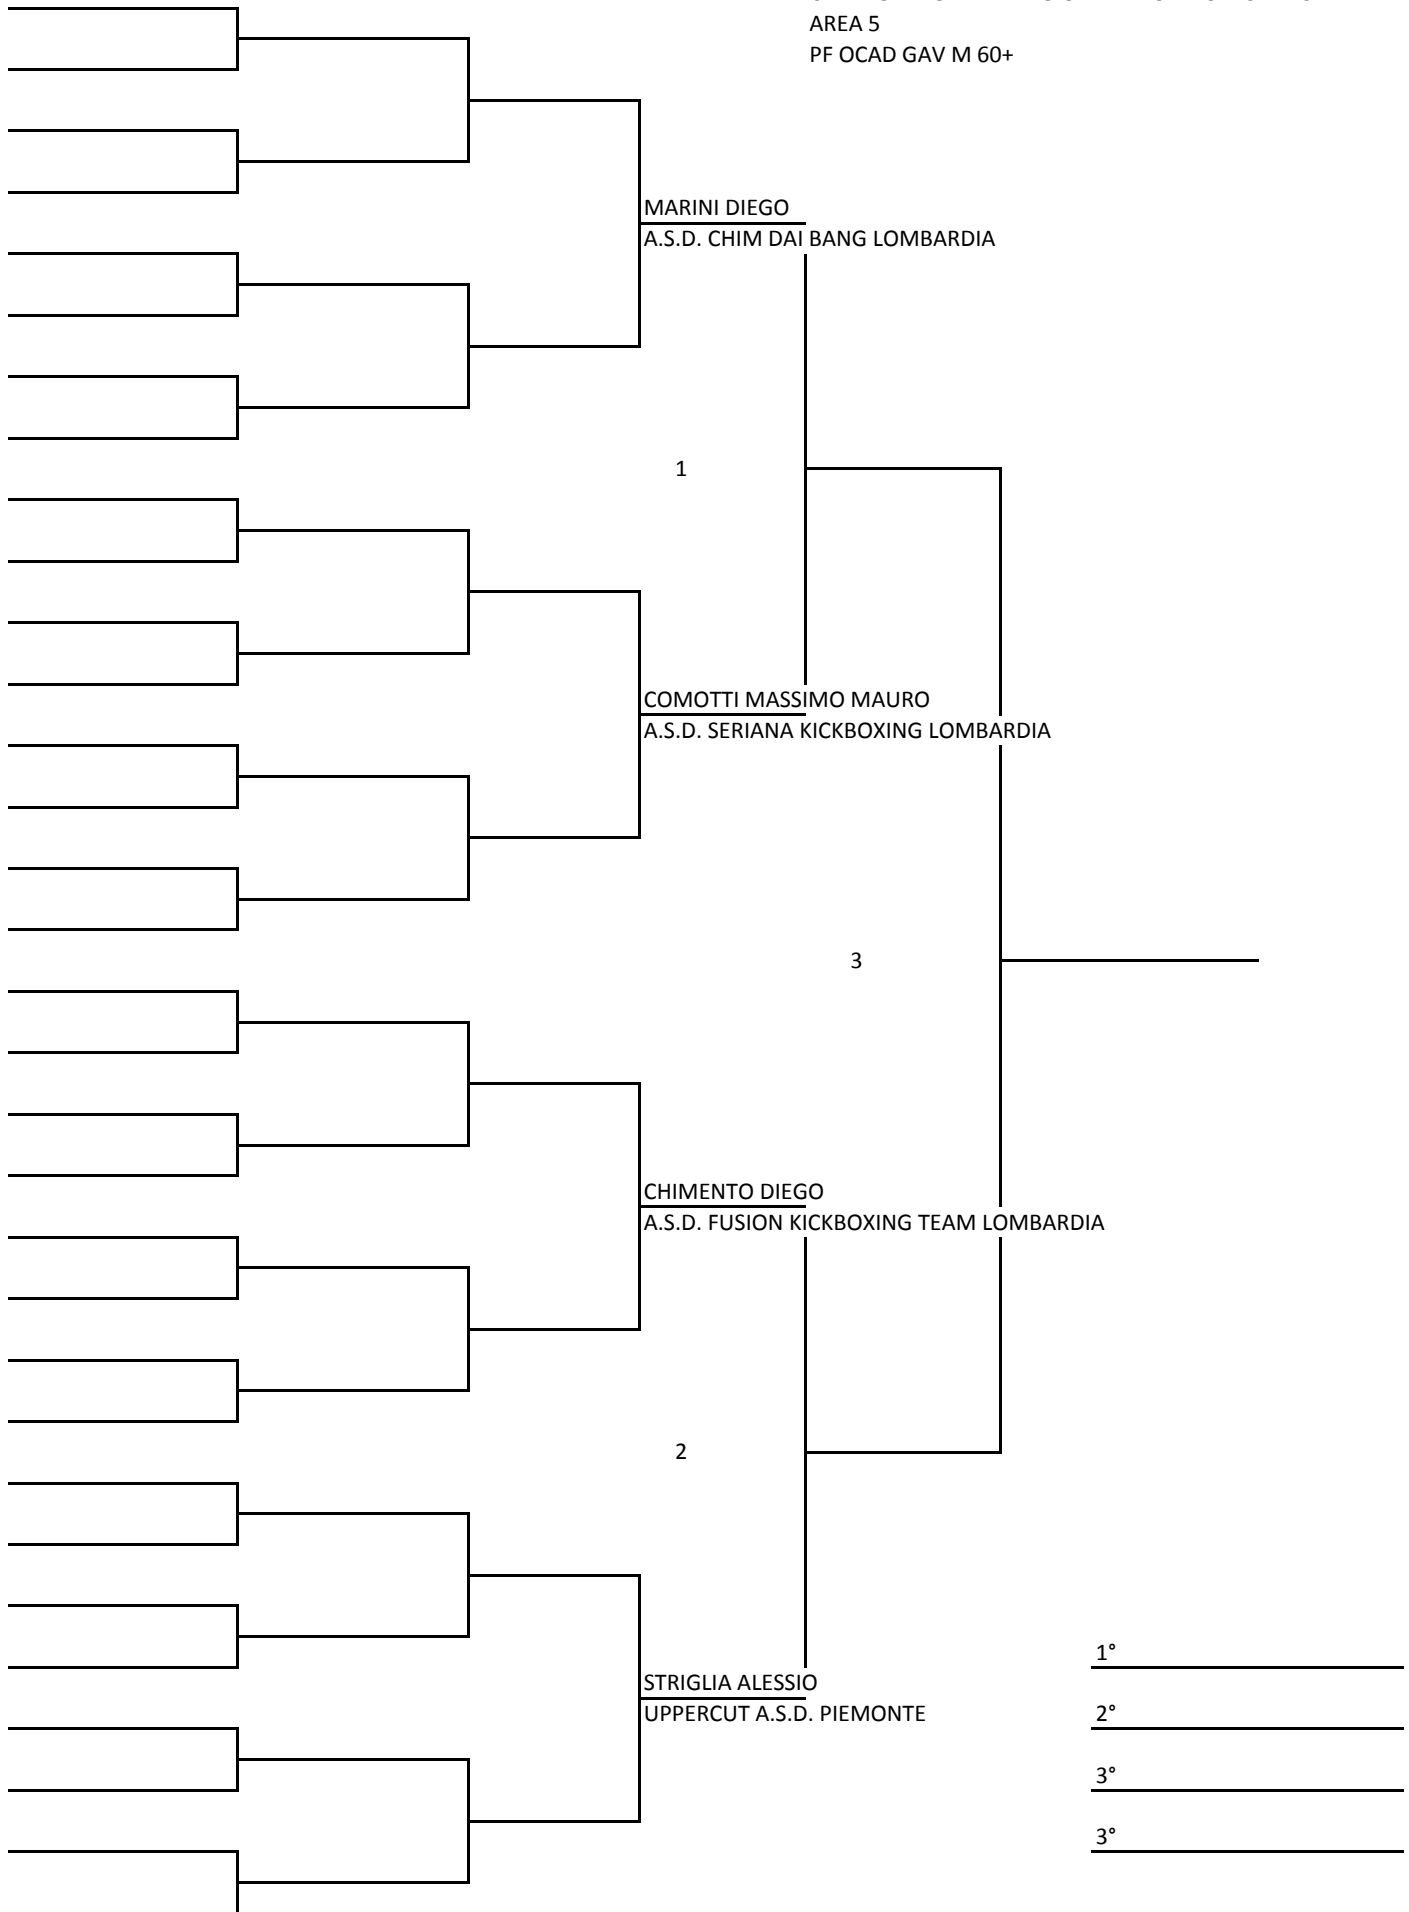 AREA 5
PF OCAD GAV M 60+
MARINI DIEGO
A.S.D. CHIM DAI BANG LOMBARDIA
1
COMOTTI MASSIMO MAURO
A.S.D. SERIANA KICKBOXING LOMBARDIA
3
CHIMENTO DIEGO
A.S.D. FUSION KICKBOXING TEAM LOMBARDIA
2
STRIGLIA ALESSIO
UPPERCUT A.S.D. PIEMONTE
1°
2°
3°
3°